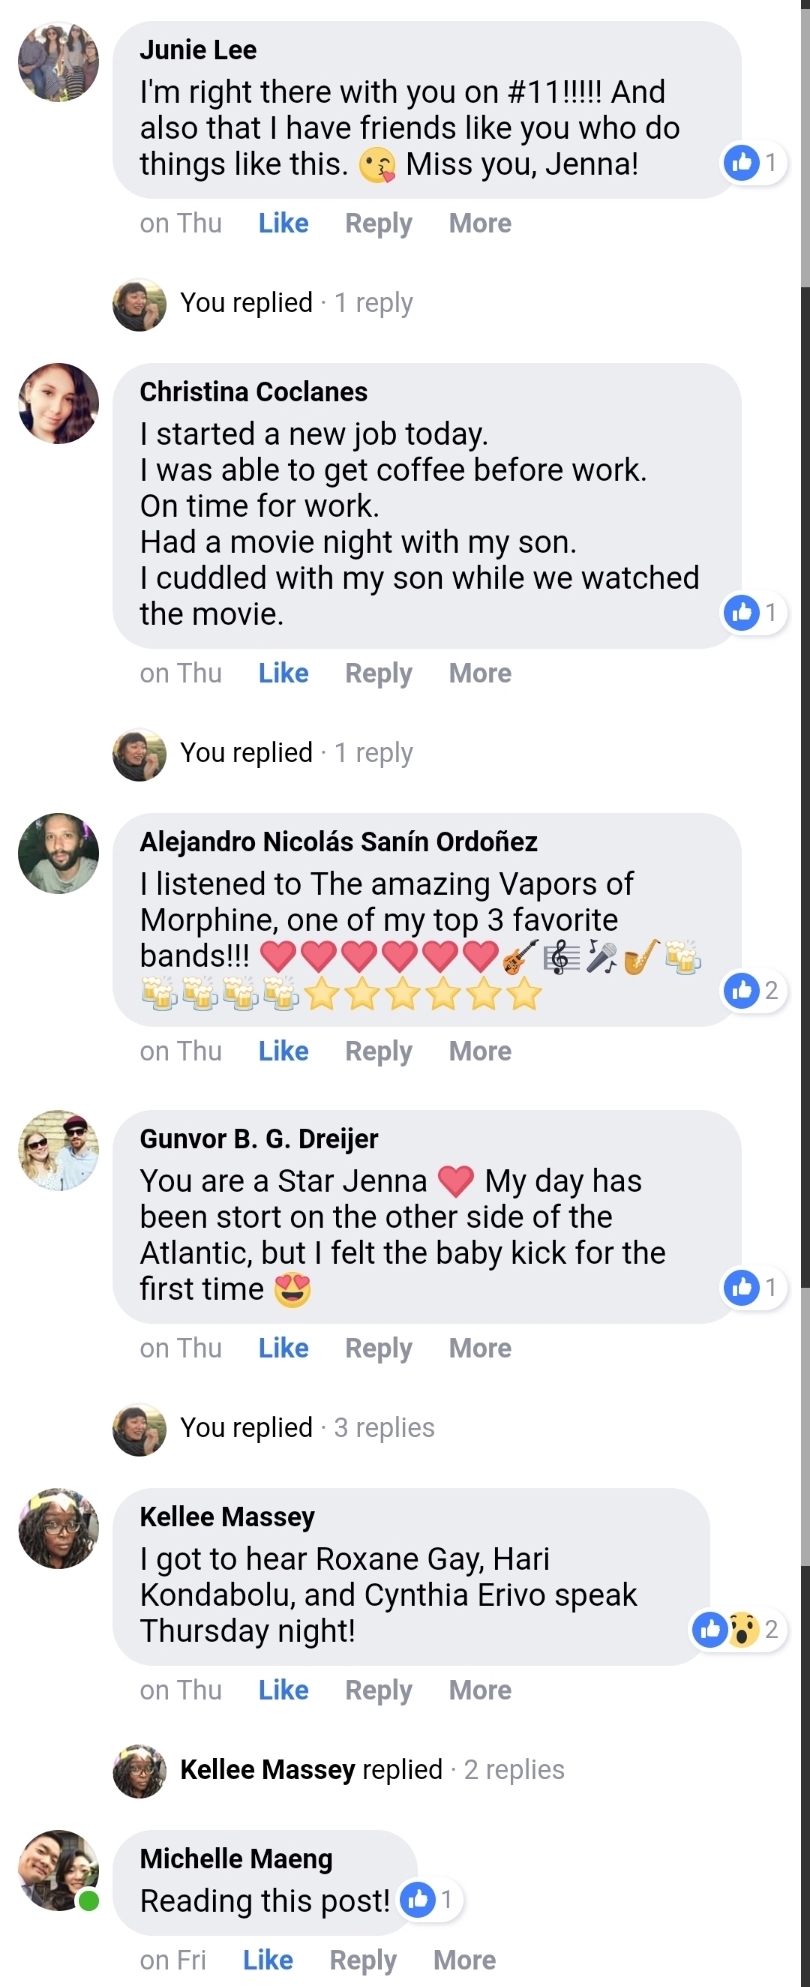 Junie Lee
I'm right there with you on #11!!!!! And
also that I have friends like you who do
things like this. 😘 Miss you, Jenna!
1
on Thu Like Reply More
You replied · 1 reply
Christina Coclanes
I started a new job today.
I was able to get coffee before work.
On time for work.
Had a movie night with my son.
I cuddled with my son while we watched
the movie.
1
on Thu Like Reply More
You replied · 1 reply
Alejandro Nicolás Sanín Ordoñez
I listened to The amazing Vapors of
Morphine, one of my top 3 favorite
bands!!! ❤❤❤❤❤❤🎸🎼🎤🎷🍻
🍻🍻🍻🍻⭐⭐⭐⭐⭐⭐
2
on Thu Like Reply More
Gunvor B. G. Dreijer
You are a Star Jenna ❤ My day has
been stort on the other side of the
Atlantic, but I felt the baby kick for the
first time 😍
1
on Thu Like Reply More
You replied · 3 replies
Kellee Massey
I got to hear Roxane Gay, Hari
Kondabolu, and Cynthia Erivo speak
Thursday night!
2
on Thu Like Reply More
Kellee Massey replied · 2 replies
Michelle Maeng
Reading this post! 1
on Fri Like Reply More